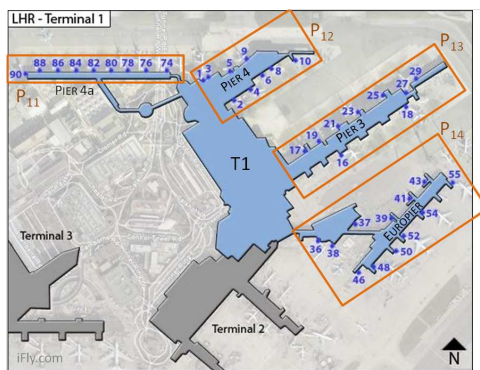 LHR - Terminal 1
P12
P13
P11
P14
88 86 84 82 80 78 76 74
90
PIER 4a
1 3 5 9
PIER 4
2 4 6 8 10
17 19 21 23 25 27 29
PIER 3
16 18
T1
36 38 37
39 41 43 55
EUROPIER
54
52
50
46 48
Terminal 3
Terminal 2
iFly.com
N